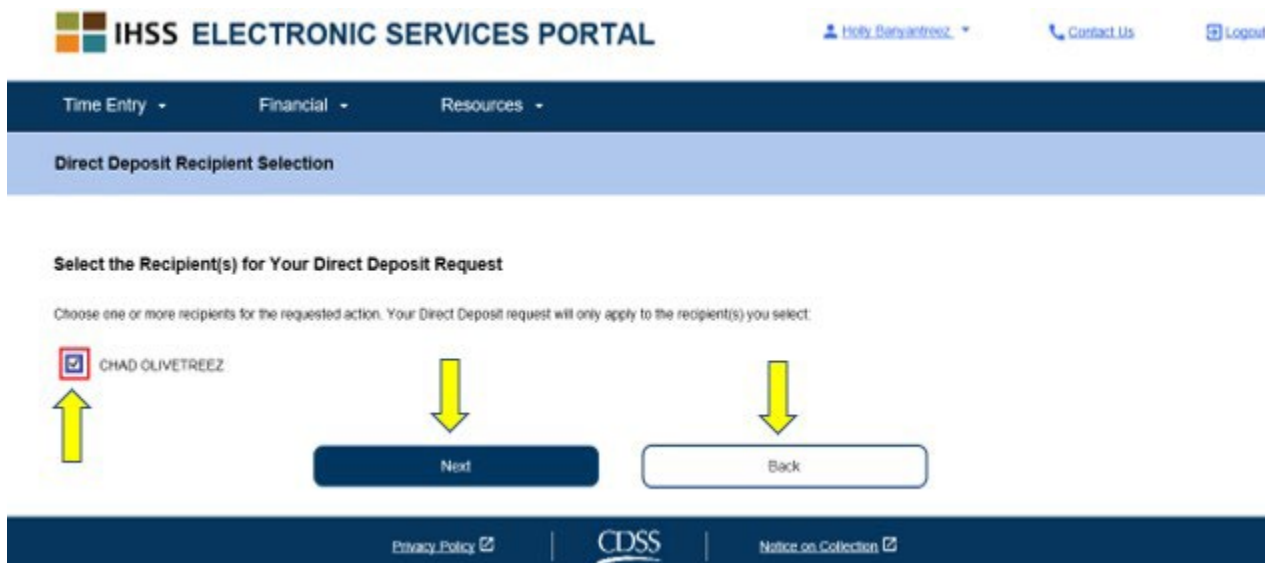 IHSS ELECTRONIC SERVICES PORTAL
Holly Banyantreez
Contact Us
Logout
Time Entry
Financial
Resources
Direct Deposit Recipient Selection
Select the Recipient(s) for Your Direct Deposit Request
Choose one or more recipients for the requested action. Your Direct Deposit request will only apply to the recipient(s) you select:
CHAD OLIVETREEZ
Next
Back
Privacy Policy
CDSS
Notice on Collection